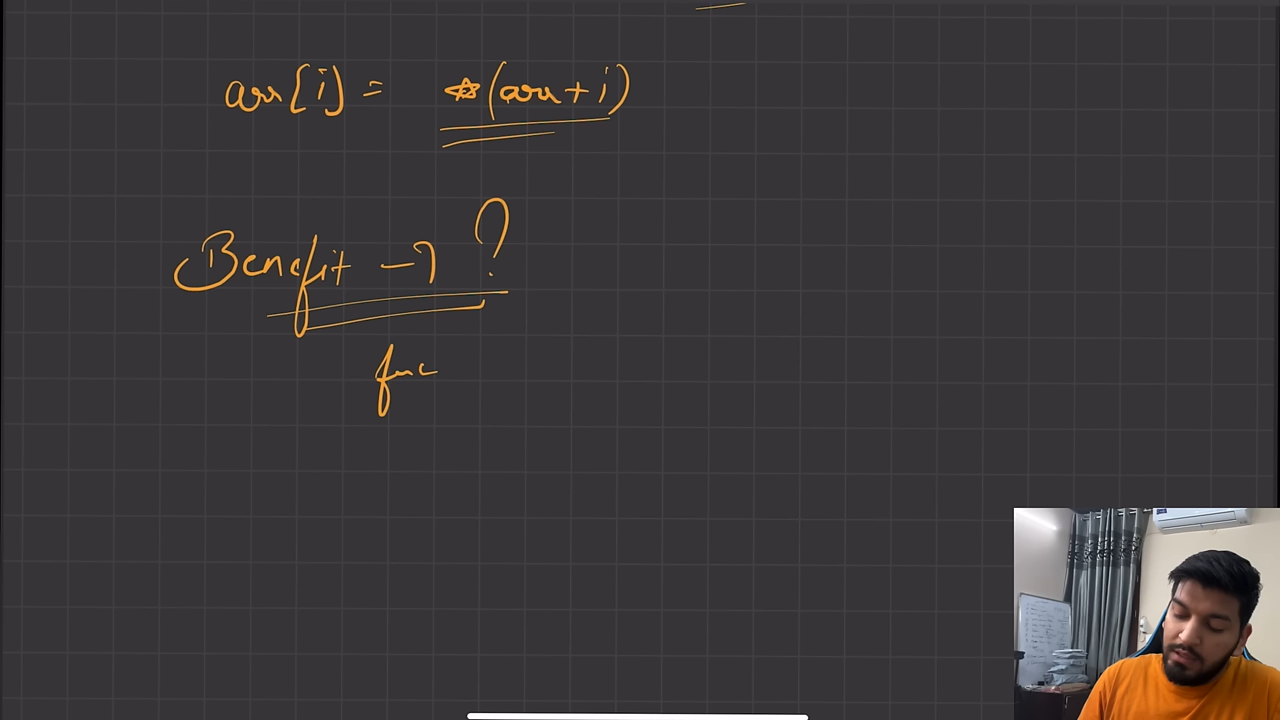 arr[i] = *(arr+i)
Benefit → ?
func